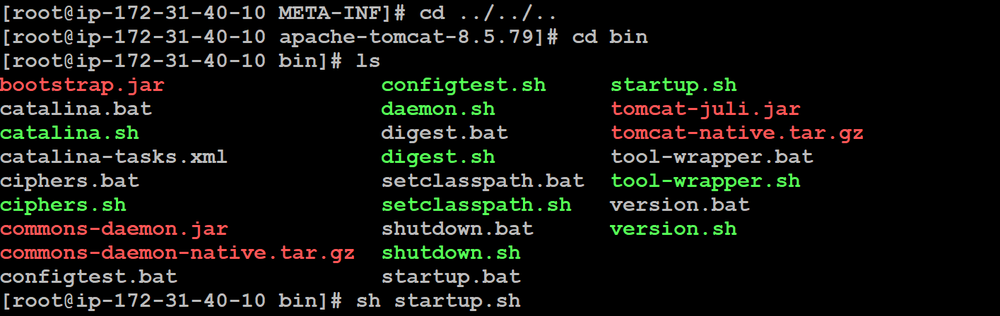 [root@ip-172-31-40-10 META-INF]# cd ../../..
[root@ip-172-31-40-10 apache-tomcat-8.5.79]# cd bin
[root@ip-172-31-40-10 bin]# ls
bootstrap.jar                 configtest.sh     startup.sh
catalina.bat                  daemon.sh         tomcat-juli.jar
catalina.sh                   digest.bat        tomcat-native.tar.gz
catalina-tasks.xml            digest.sh         tool-wrapper.bat
ciphers.bat                   setclasspath.bat  tool-wrapper.sh
ciphers.sh                    setclasspath.sh   version.bat
commons-daemon.jar            shutdown.bat      version.sh
commons-daemon-native.tar.gz  shutdown.sh
configtest.bat                startup.bat
[root@ip-172-31-40-10 bin]# sh startup.sh